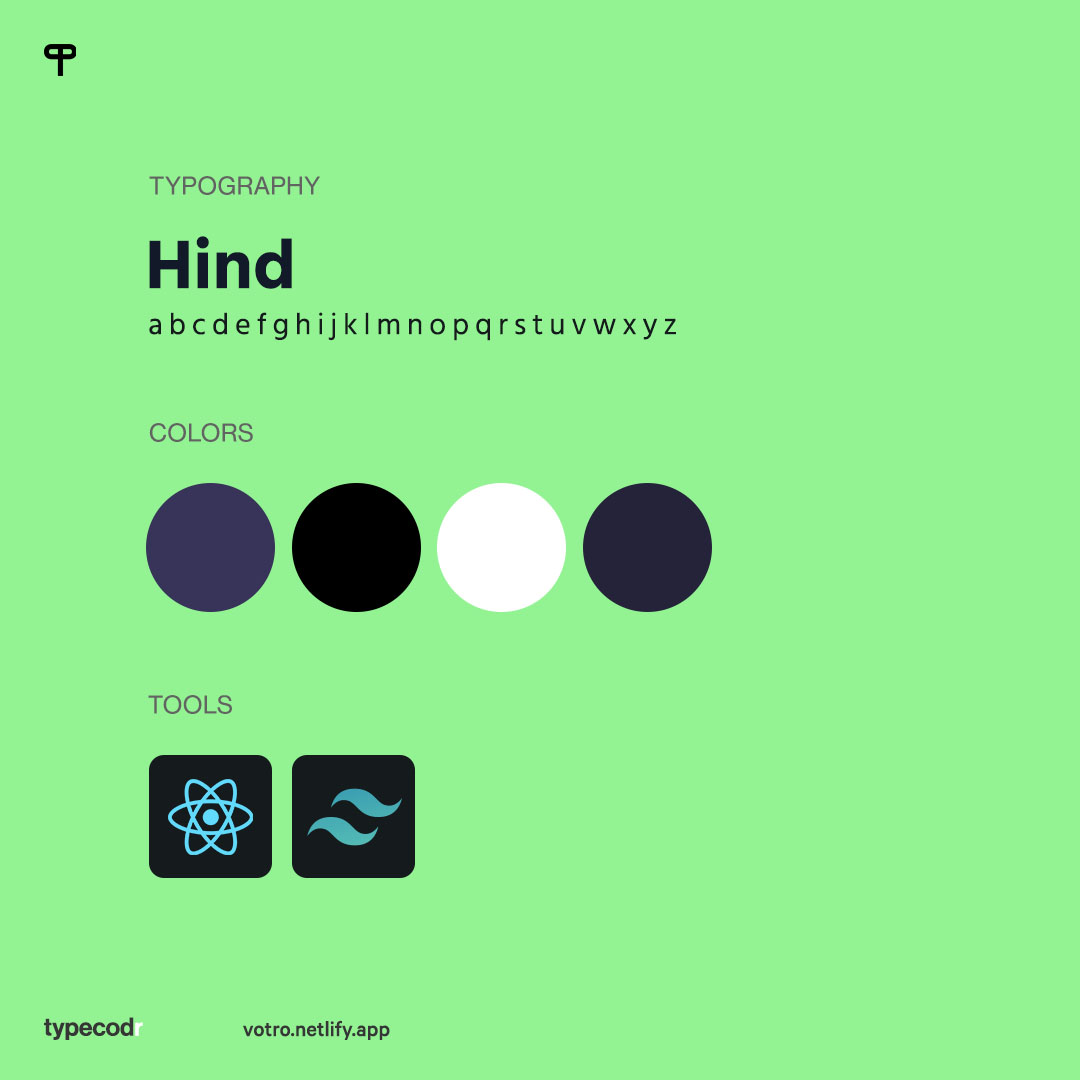 TYPOGRAPHY
Hind
a b c d e f g h i j k l m n o p q r s t u v w x y z
COLORS
TOOLS
typecodr
votro.netlify.app